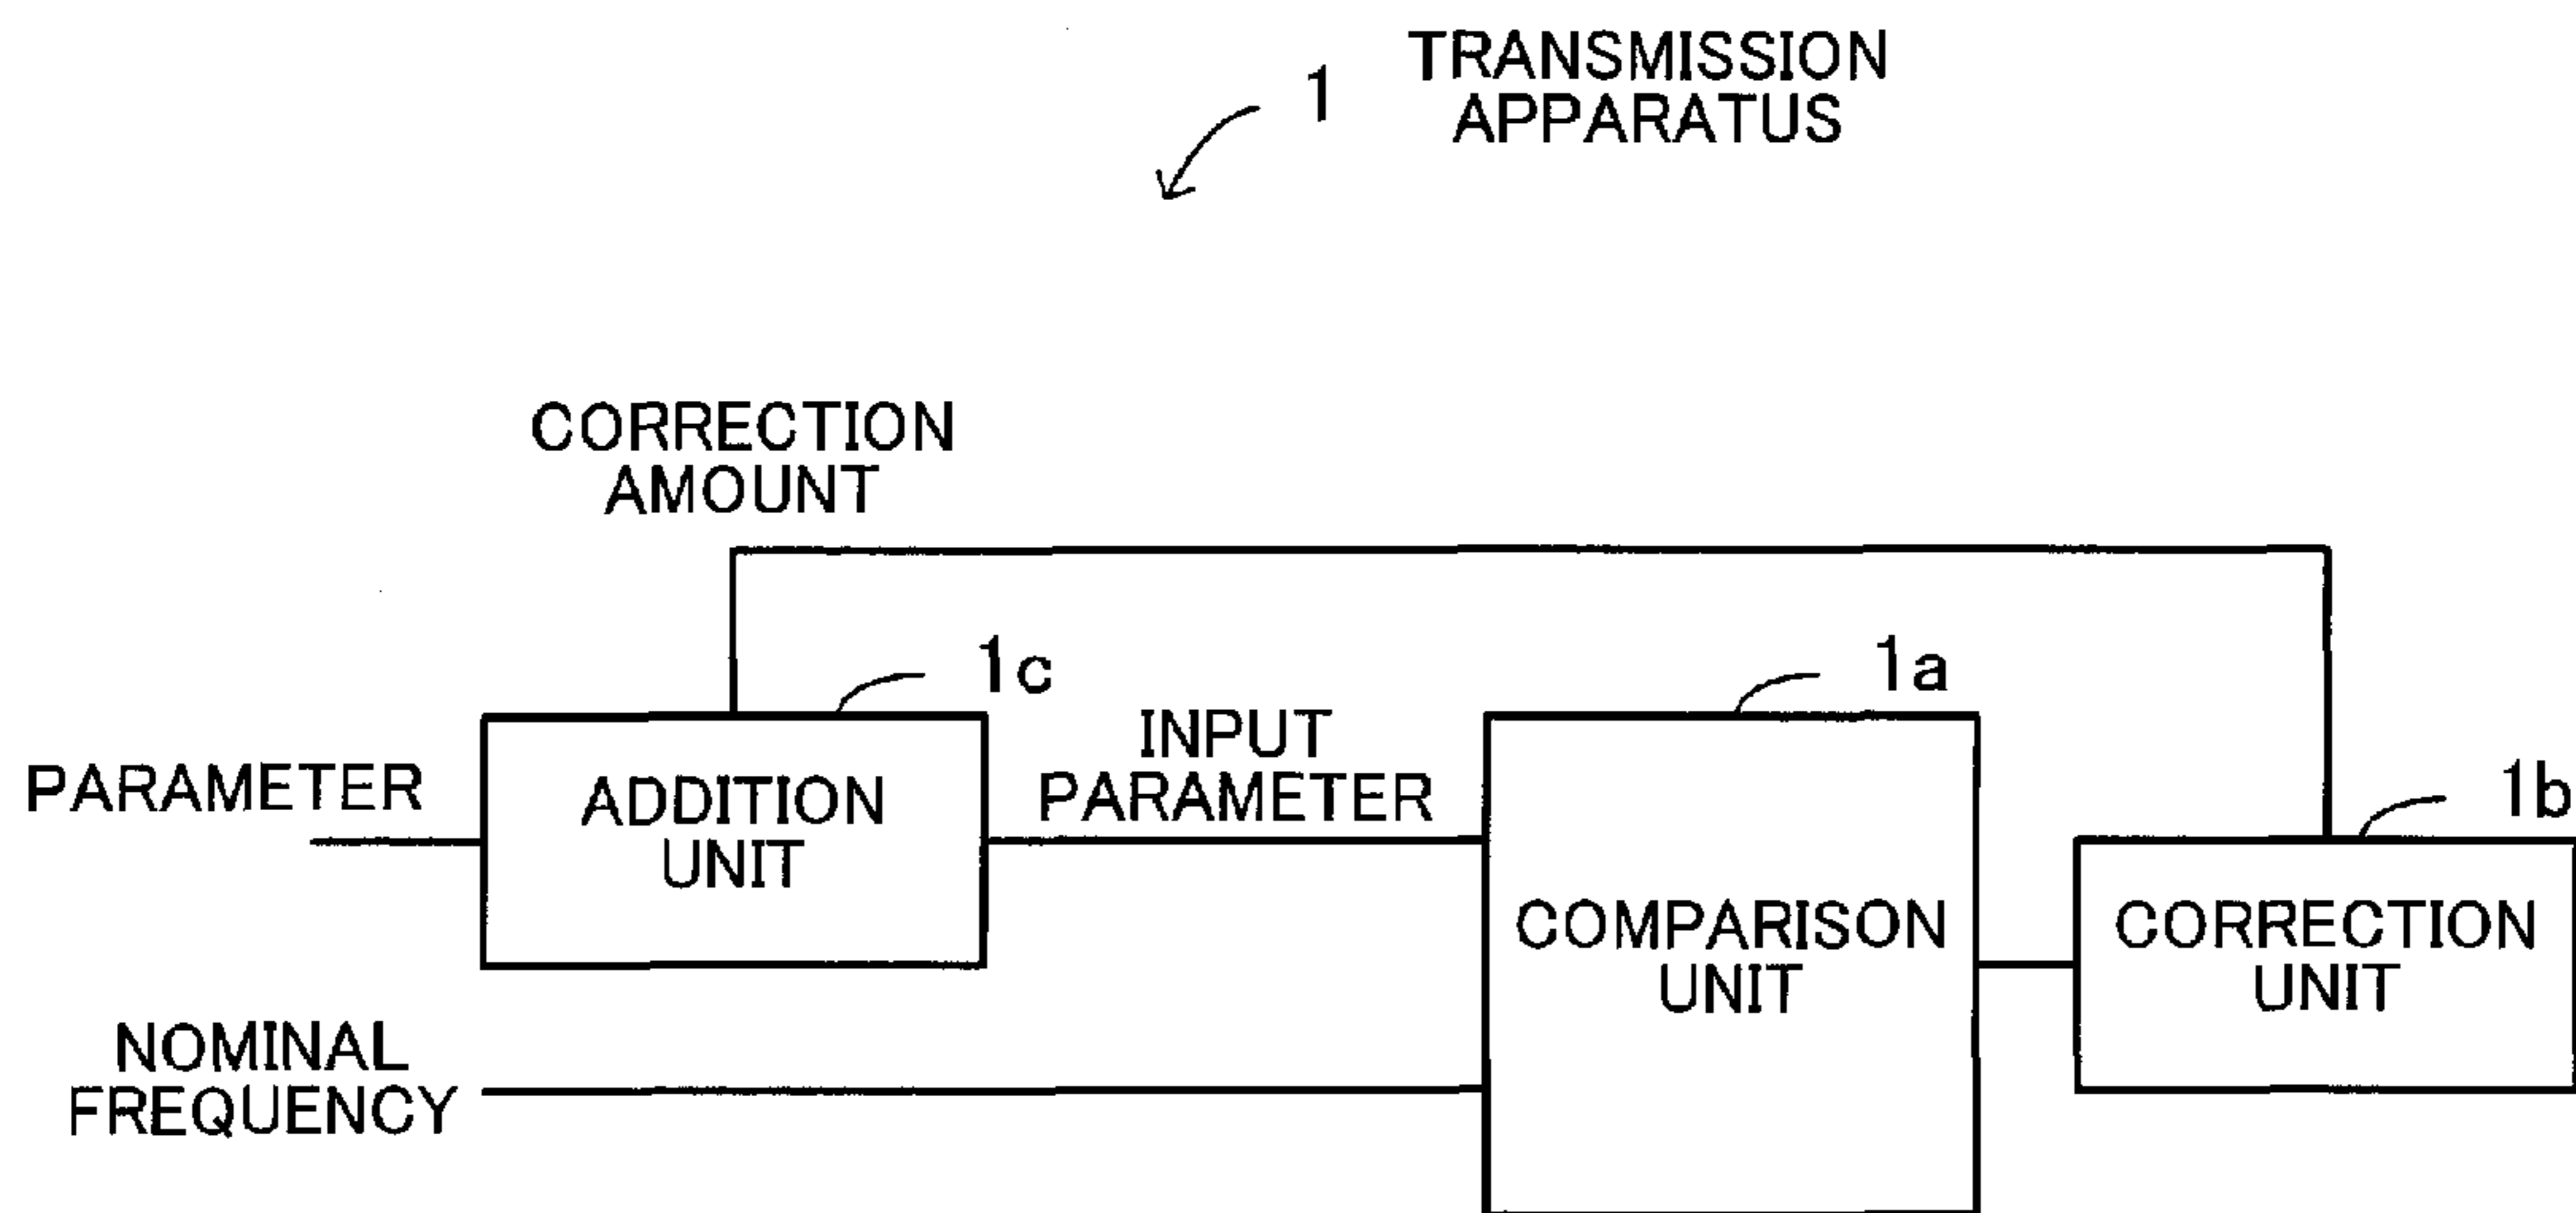 1
TRANSMISSION
APPARATUS
CORRECTION
AMOUNT
1c
1a
INPUT
PARAMETER
PARAMETER
ADDITION
UNIT
1b
COMPARISON
UNIT
CORRECTION
UNIT
NOMINAL
FREQUENCY